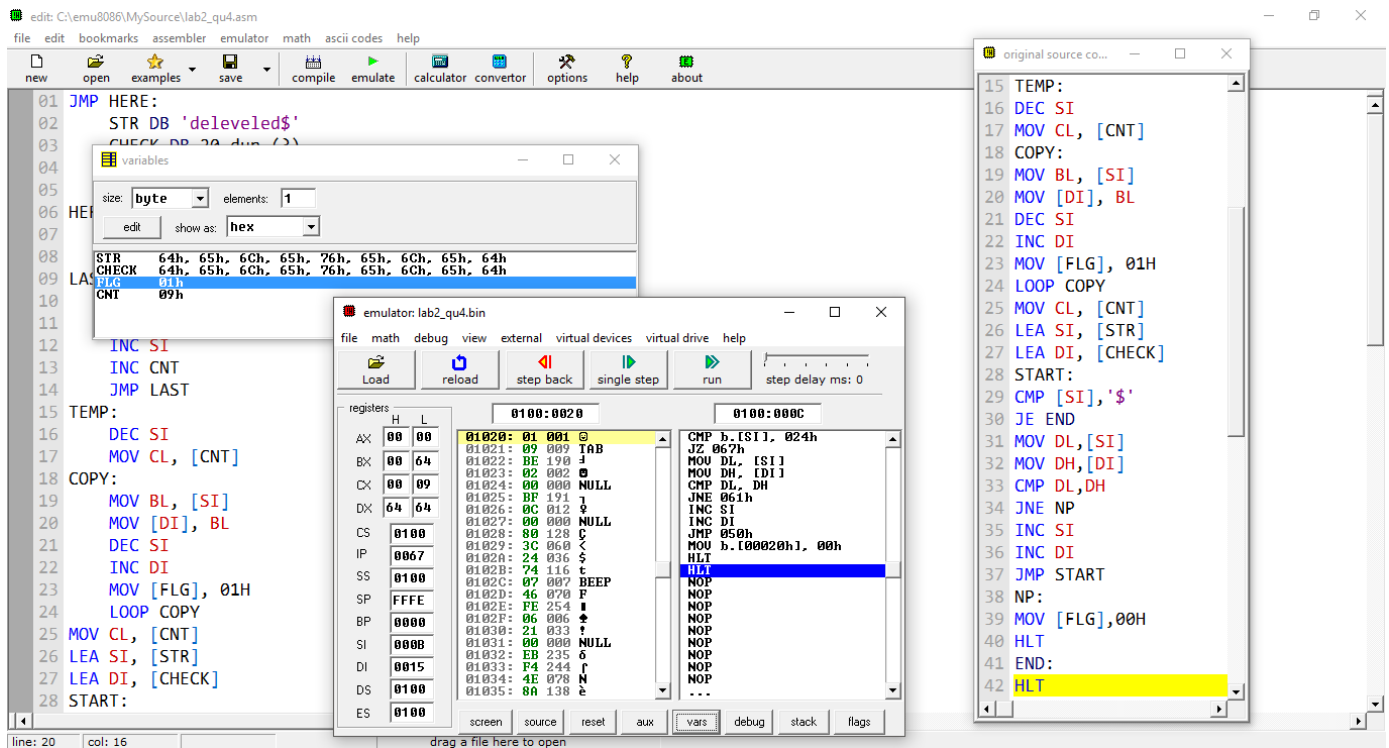 edit: C:\emu8086\MySource\lab2_qu4.asm
file edit bookmarks assembler emulator math ascii codes help
new open examples save compile emulate calculator convertor options help about
01 JMP HERE:
02 STR DB 'deleveled$'
03 CHECK DB 20 dup (?)
04
05
06 HER
07
08
09 LAS
10
11
12 INC SI
13 INC CNT
14 JMP LAST
15 TEMP:
16 DEC SI
17 MOV CL, [CNT]
18 COPY:
19 MOV BL, [SI]
20 MOV [DI], BL
21 DEC SI
22 INC DI
23 MOV [FLG], 01H
24 LOOP COPY
25 MOV CL, [CNT]
26 LEA SI, [STR]
27 LEA DI, [CHECK]
28 START:
line: 20 col: 16 drag a file here to open
variables
size: byte elements: 1
edit show as: hex
STR 64h, 65h, 6Ch, 65h, 76h, 65h, 6Ch, 65h, 64h
CHECK 64h, 65h, 6Ch, 65h, 76h, 65h, 6Ch, 65h, 64h
FLG 01h
CNT 09h
emulator: lab2_qu4.bin
file math debug view external virtual devices virtual drive help
Load reload step back single step run step delay ms: 0
registers
H L
AX 00 00
BX 00 64
CX 00 09
DX 64 64
CS 0100
IP 0067
SS 0100
SP FFFE
BP 0000
SI 000B
DI 0015
DS 0100
ES 0100
0100:0020
01020: 01 001 ☺
01021: 09 009 TAB
01022: BE 190 ╛
01023: 02 002 ☻
01024: 00 000 NULL
01025: BF 191 ┐
01026: 0C 012 ♀
01027: 00 000 NULL
01028: 80 128 Ç
01029: 3C 060 <
0102A: 24 036 $
0102B: 74 116 t
0102C: 07 007 BEEP
0102D: 46 070 F
0102E: FE 254 ■
0102F: 06 006 ♠
01030: 21 033 !
01031: 00 000 NULL
01032: EB 235 δ
01033: F4 244 ⌠
01034: 4E 078 N
01035: 8A 138 è
0100:000C
CMP b.[SI], 024h
JZ 067h
MOV DL, [SI]
MOV DH, [DI]
CMP DL, DH
JNE 061h
INC SI
INC DI
JMP 050h
MOV b.[00020h], 00h
HLT
HLT
NOP
NOP
NOP
NOP
NOP
NOP
NOP
NOP
NOP
...
screen source reset aux vars debug stack flags
original source co...
15 TEMP:
16 DEC SI
17 MOV CL, [CNT]
18 COPY:
19 MOV BL, [SI]
20 MOV [DI], BL
21 DEC SI
22 INC DI
23 MOV [FLG], 01H
24 LOOP COPY
25 MOV CL, [CNT]
26 LEA SI, [STR]
27 LEA DI, [CHECK]
28 START:
29 CMP [SI],'$'
30 JE END
31 MOV DL,[SI]
32 MOV DH,[DI]
33 CMP DL,DH
34 JNE NP
35 INC SI
36 INC DI
37 JMP START
38 NP:
39 MOV [FLG],00H
40 HLT
41 END:
42 HLT